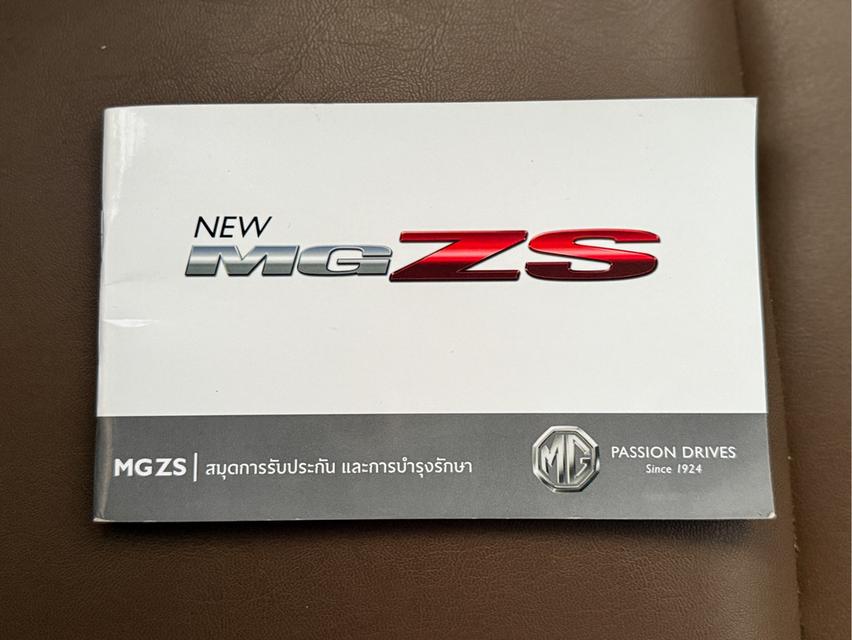 NEW
MG ZS
MG ZS | สมุดการรับประกัน และการบำรุงรักษา
MG
PASSION DRIVES
Since 1924